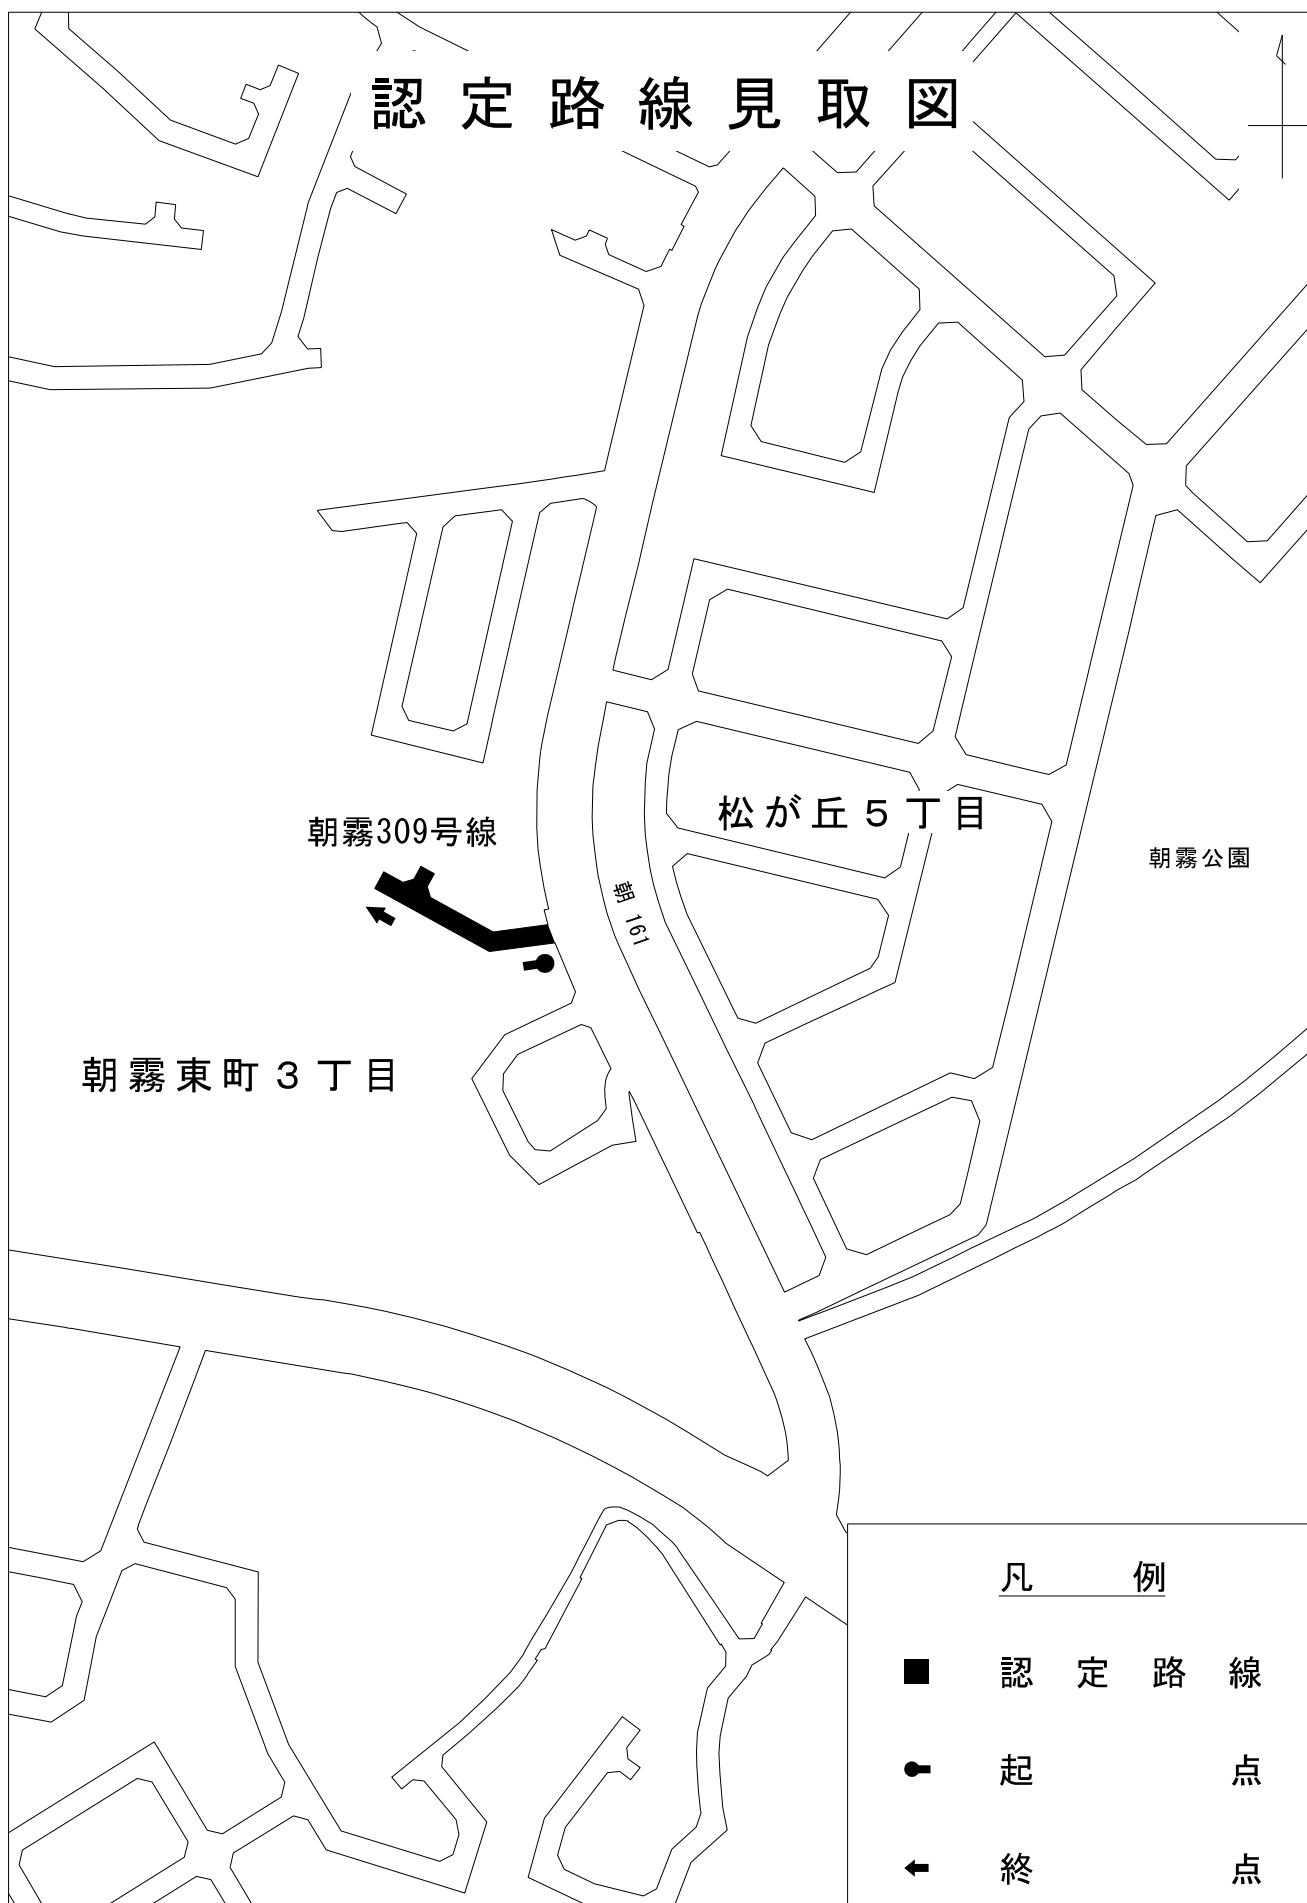 認定路線見取図
松が丘５丁目
朝霧309号線
朝霧公園
朝 161
朝霧東町３丁目
凡例
認定路線
起点
終点